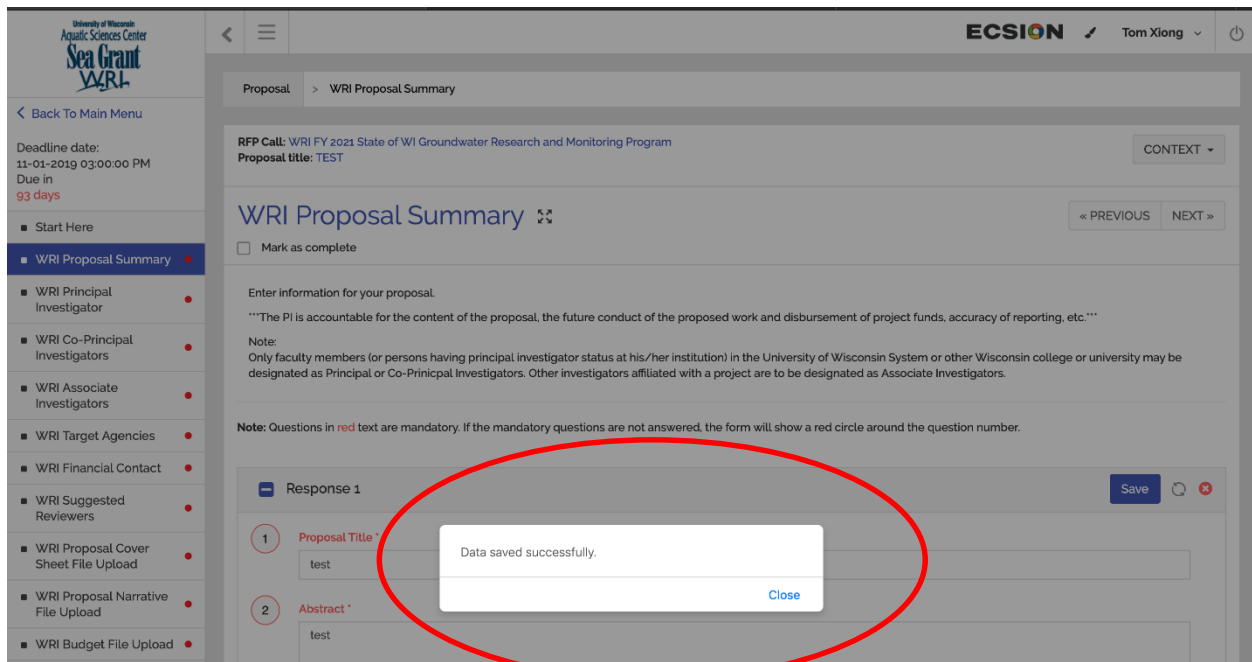 University of Wisconsin
Aquatic Sciences Center
Sea Grant
WRI
ECSION
Tom Xiong
Proposal > WRI Proposal Summary
Back To Main Menu
Deadline date:
11-01-2019 03:00:00 PM
Due in
93 days
Start Here
WRI Proposal Summary
WRI Principal
Investigator
WRI Co-Principal
Investigators
WRI Associate
Investigators
WRI Target Agencies
WRI Financial Contact
WRI Suggested
Reviewers
WRI Proposal Cover
Sheet File Upload
WRI Proposal Narrative
File Upload
WRI Budget File Upload
RFP Call: WRI FY 2021 State of WI Groundwater Research and Monitoring Program
Proposal title: TEST
CONTEXT
WRI Proposal Summary
« PREVIOUS NEXT »
Mark as complete
Enter information for your proposal.
***The PI is accountable for the content of the proposal, the future conduct of the proposed work and disbursement of project funds, accuracy of reporting, etc.***
Note:
Only faculty members (or persons having principal investigator status at his/her institution) in the University of Wisconsin System or other Wisconsin college or university may be
designated as Principal or Co-Prinicpal Investigators. Other investigators affiliated with a project are to be designated as Associate Investigators.
Note: Questions in red text are mandatory. If the mandatory questions are not answered, the form will show a red circle around the question number.
Response 1
Save
1 Proposal Title *
test
Data saved successfully.
Close
2 Abstract *
test